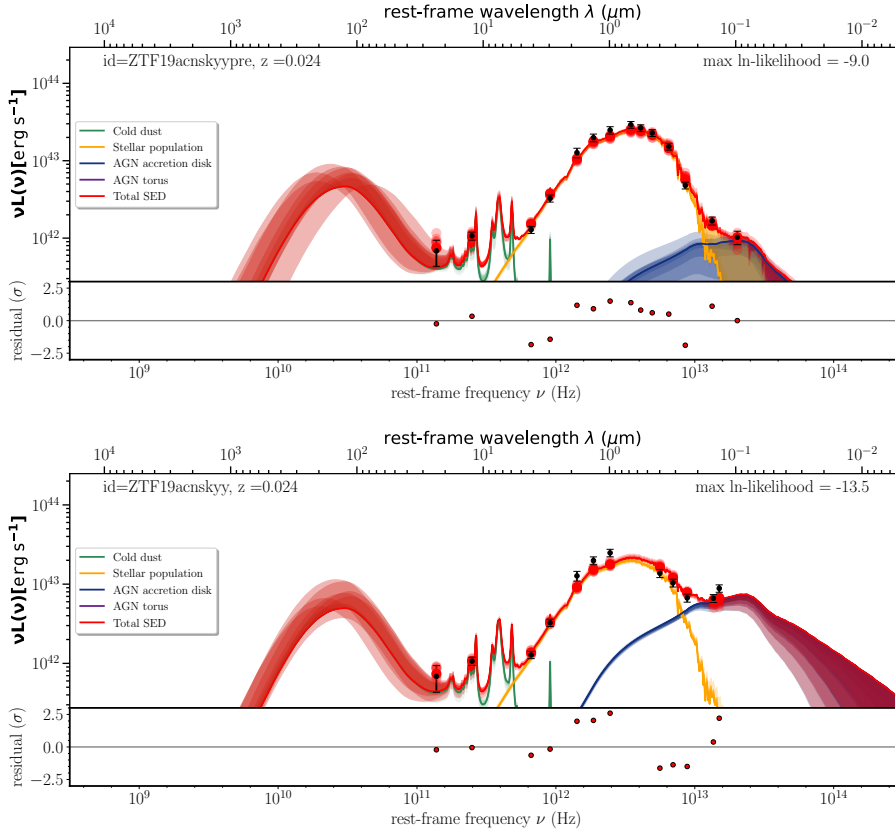 rest-frame wavelength λ (μm)
10⁴ 10³ 10² 10¹ 10⁰ 10⁻¹ 10⁻²
id=ZTF19acnskyypre, z =0.024
max ln-likelihood = -9.0
νL(ν)[erg s⁻¹]
10⁴⁴
10⁴³
10⁴²
Cold dust
Stellar population
AGN accretion disk
AGN torus
Total SED
residual (σ)
2.5
0.0
−2.5
10⁹ 10¹⁰ 10¹¹ 10¹² 10¹³ 10¹⁴
rest-frame frequency ν (Hz)
rest-frame wavelength λ (μm)
10⁴ 10³ 10² 10¹ 10⁰ 10⁻¹ 10⁻²
id=ZTF19acnskyy, z =0.024
max ln-likelihood = -13.5
νL(ν)[erg s⁻¹]
10⁴⁴
10⁴³
10⁴²
Cold dust
Stellar population
AGN accretion disk
AGN torus
Total SED
residual (σ)
2.5
0.0
−2.5
10⁹ 10¹⁰ 10¹¹ 10¹² 10¹³ 10¹⁴
rest-frame frequency ν (Hz)